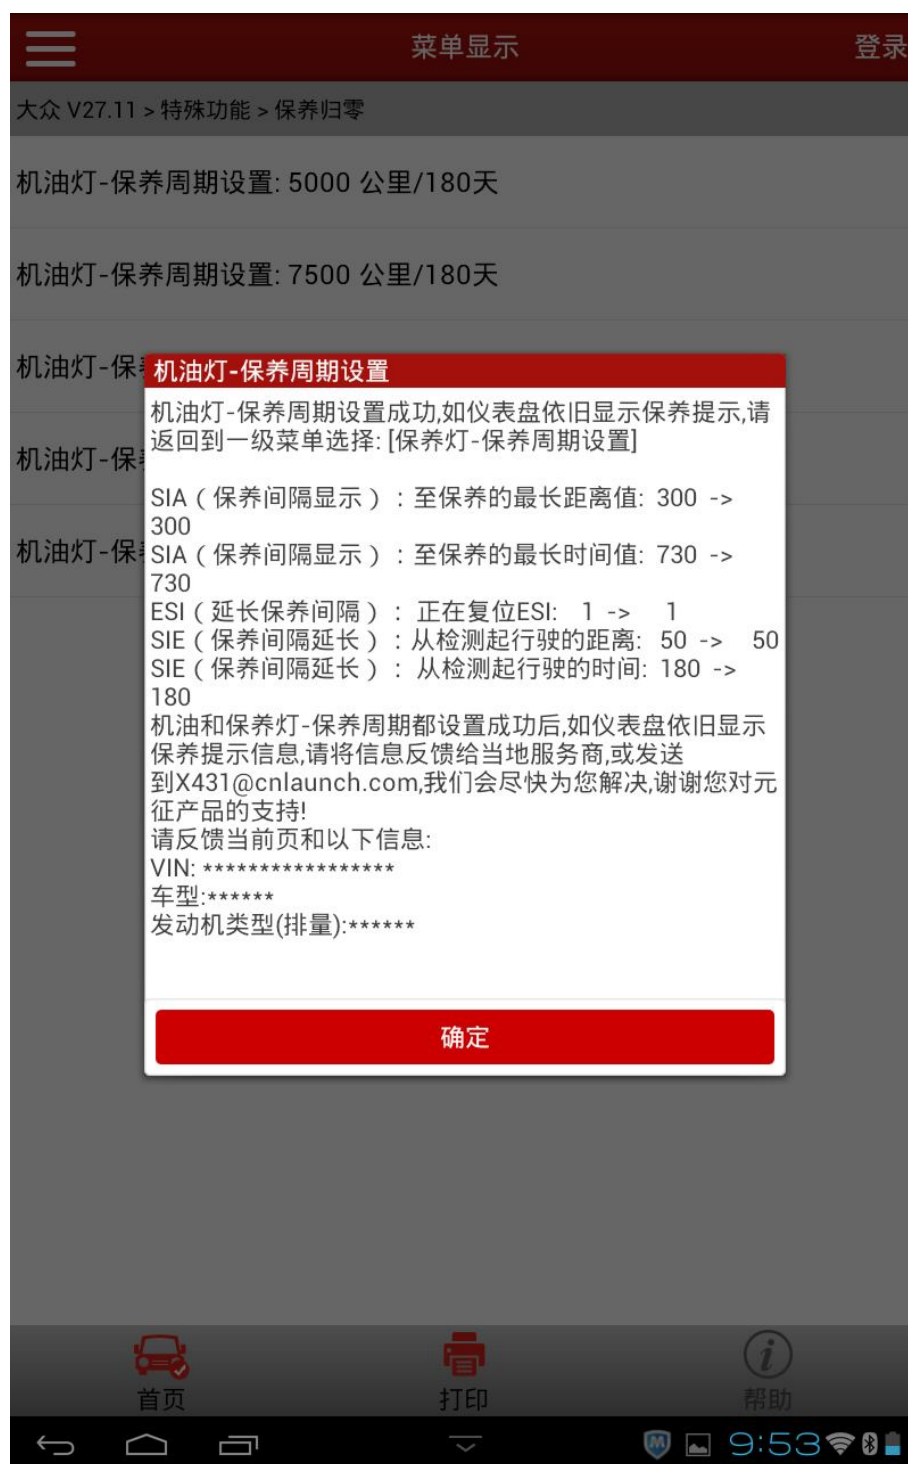 菜单显示
登录
大众 V27.11 > 特殊功能 > 保养归零
机油灯-保养周期设置: 5000 公里/180天
机油灯-保养周期设置: 7500 公里/180天
机油灯-保
机油灯-保
机油灯-保
机油灯-保养周期设置
机油灯-保养周期设置成功,如仪表盘依旧显示保养提示,请
返回到一级菜单选择: [保养灯-保养周期设置]
SIA（保养间隔显示）: 至保养的最长距离值: 300 ->
300
SIA（保养间隔显示）: 至保养的最长时间值: 730 ->
730
ESI（延长保养间隔）: 正在复位ESI: 1 -> 1
SIE（保养间隔延长）: 从检测起行驶的距离: 50 -> 50
SIE（保养间隔延长）: 从检测起行驶的时间: 180 ->
180
机油和保养灯-保养周期都设置成功后,如仪表盘依旧显示
保养提示信息,请将信息反馈给当地服务商,或发送
到X431@cnlaunch.com,我们会尽快为您解决,谢谢您对元
征产品的支持!
请反馈当前页和以下信息:
VIN: *****************
车型:******
发动机类型(排量):******
确定
首页
打印
帮助
9:53